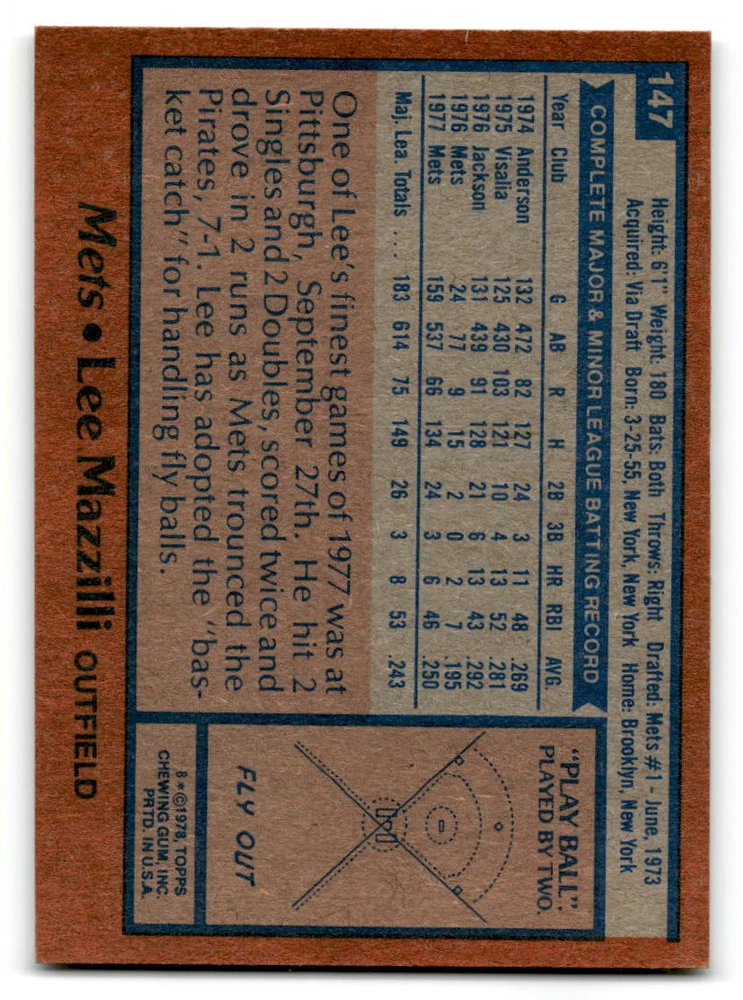 147
Height: 6'1" Weight: 180 Bats: Both Throws: Right Drafted: Mets #1 - June, 1973
Acquired: Via Draft Born: 3-25-55, New York, New York Home: Brooklyn, New York
COMPLETE MAJOR & MINOR LEAGUE BATTING RECORD
Year Club G AB R H 2B 3B HR RBI AVG.
1974 Anderson 132 472 82 127 24 3 11 48 .269
1975 Visalia 125 430 103 121 10 4 13 52 .281
1976 Jackson 131 439 91 128 21 6 13 43 .292
1976 Mets 24 77 9 15 2 0 2 7 .195
1977 Mets 159 537 66 134 24 3 6 46 .250
Maj. Lea. Totals .... 183 614 75 149 26 3 8 53 .243
One of Lee's finest games of 1977 was at
Pittsburgh, September 27th. He hit 2
Singles and 2 Doubles, scored twice and
drove in 2 runs as Mets trounced the
Pirates, 7-1. Lee has adopted the "bas-
ket catch" for handling fly balls.
"PLAY BALL"
PLAYED BY TWO.
FLY OUT
B * ©1978, TOPPS
CHEWING GUM, INC.
PRTD. IN U.S.A.
Mets • Lee Mazzilli OUTFIELD